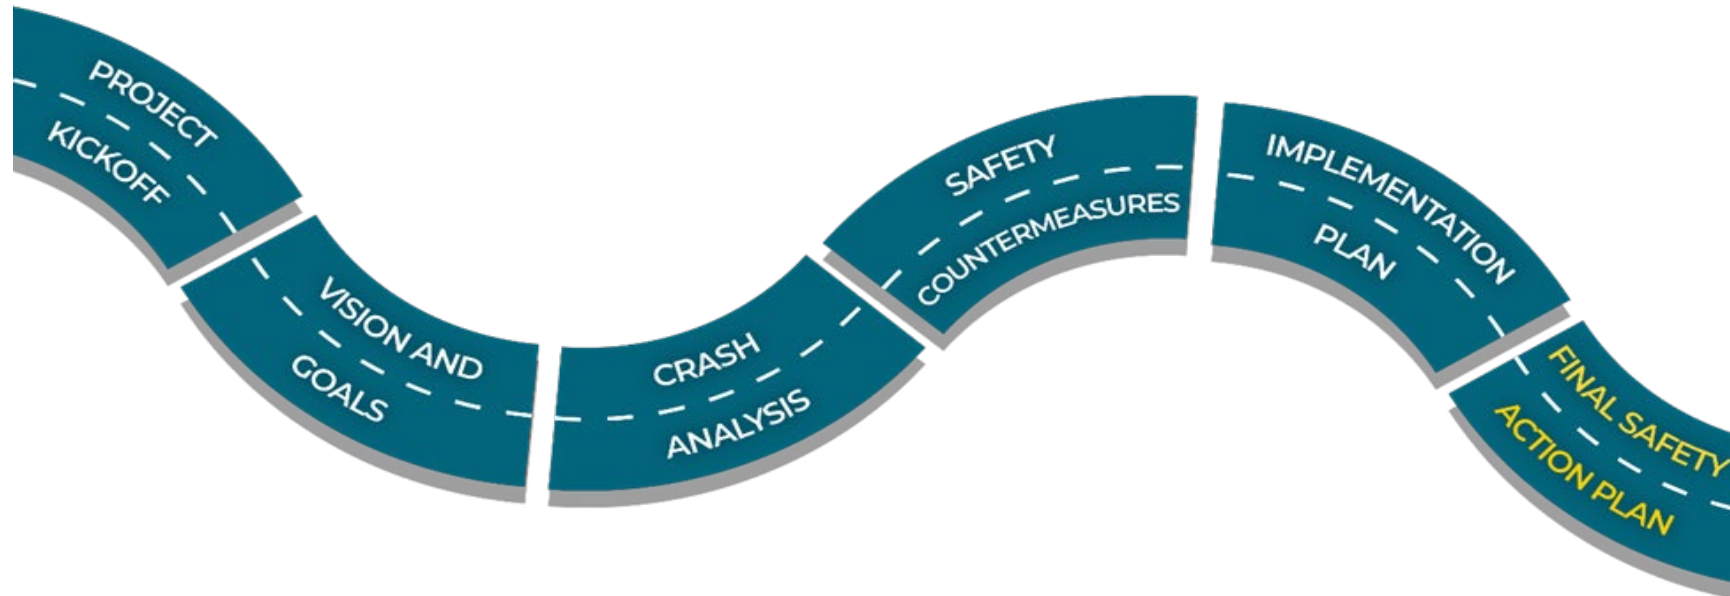 PROJECT
KICKOFF
VISION AND
GOALS
CRASH
ANALYSIS
SAFETY
COUNTERMEASURES
IMPLEMENTATION
PLAN
FINAL SAFETY
ACTION PLAN